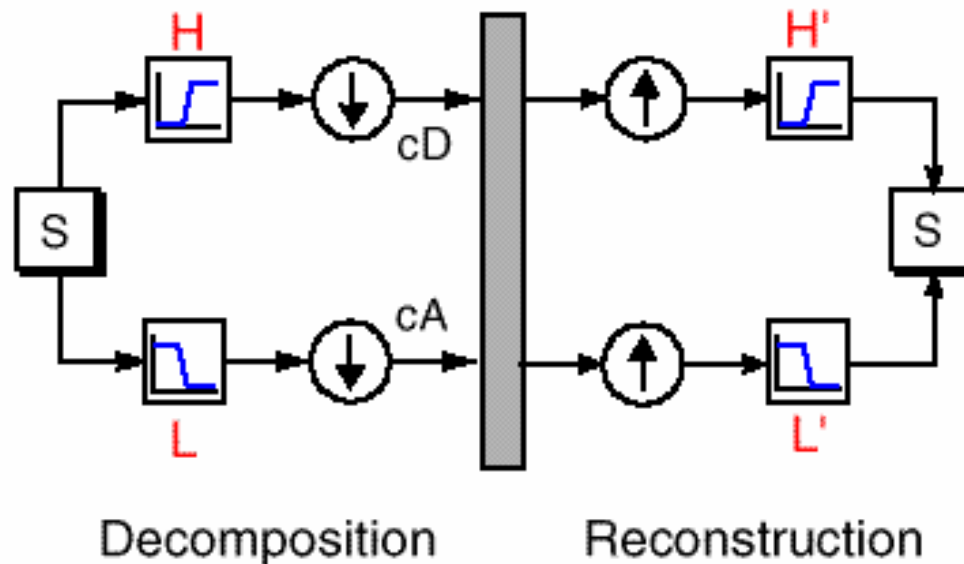 H
H'
cD
S
S
cA
L
L'
Decomposition
Reconstruction